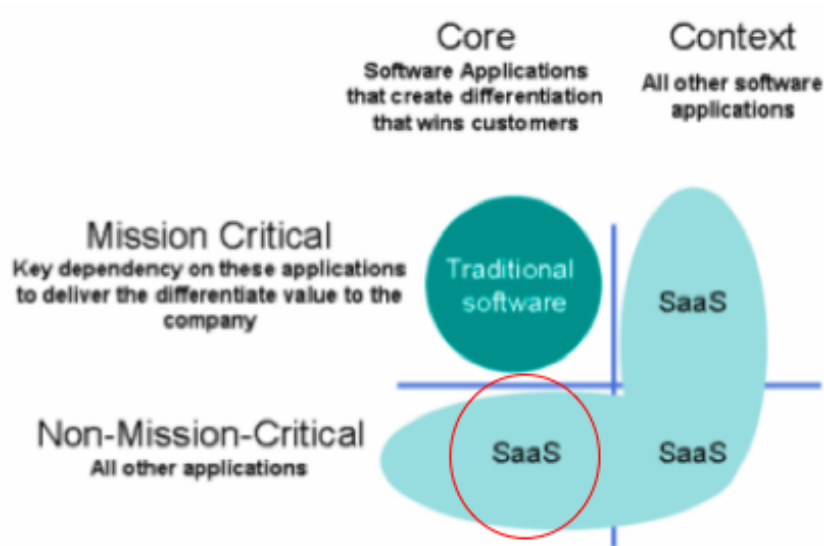 Core
Software Applications
that create differentiation
that wins customers
Context
All other software
applications
Mission Critical
Key dependency on these applications
to deliver the differentiate value to the
company
Traditional
software
SaaS
Non-Mission-Critical
All other applications
SaaS
SaaS